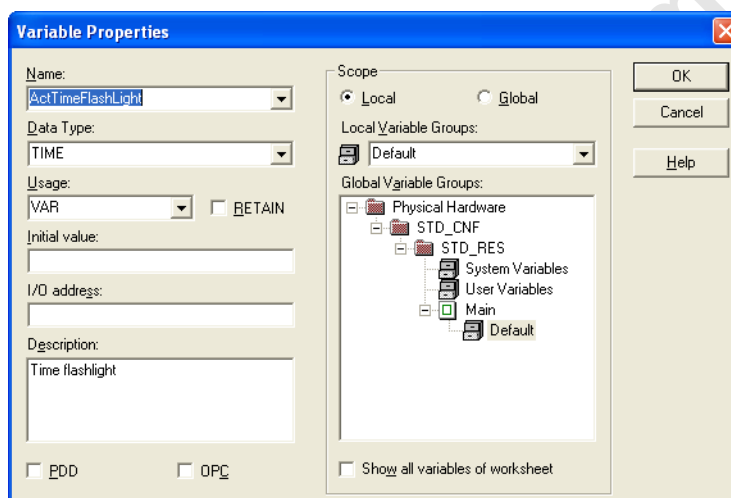 Variable Properties
Name:
ActTimeFlashLight
Data Type:
TIME
Usage:
VAR
RETAIN
Initial value:
I/O address:
Description:
Time flashlight
PDD
OPC
Scope
Local
Global
Local Variable Groups:
Default
Global Variable Groups:
Physical Hardware
STD_CNF
STD_RES
System Variables
User Variables
Main
Default
Show all variables of worksheet
OK
Cancel
Help